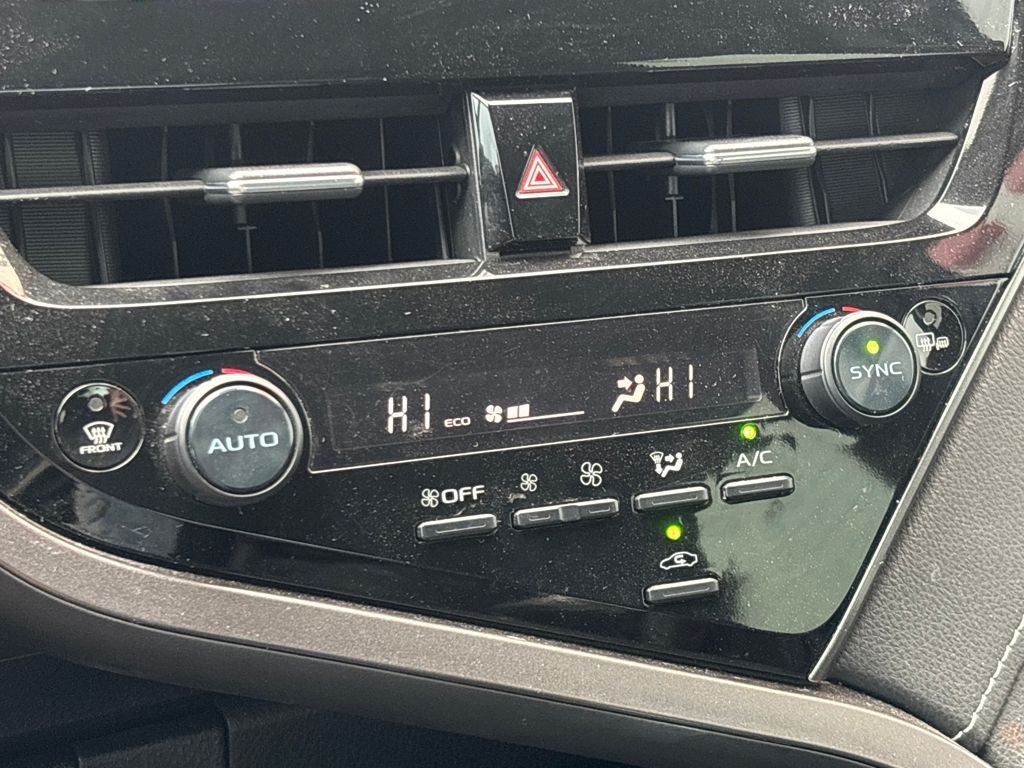 FRONT
AUTO
HI ECO
HI
SYNC
OFF
A/C